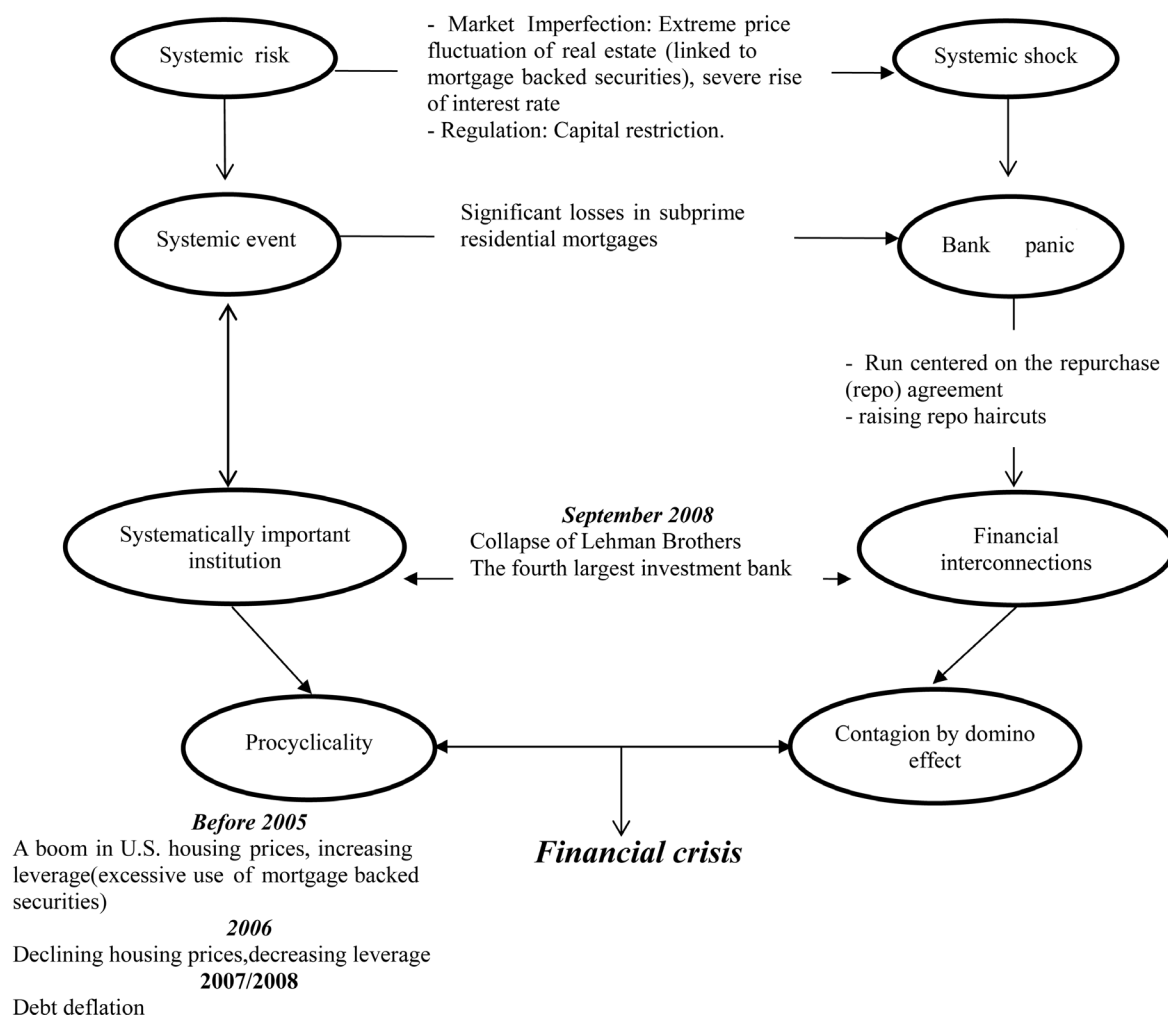 Systemic risk
- Market Imperfection: Extreme price
fluctuation of real estate (linked to
mortgage backed securities), severe rise
of interest rate
- Regulation: Capital restriction.
Systemic shock
Systemic event
Significant losses in subprime
residential mortgages
Bank panic
- Run centered on the repurchase
(repo) agreement
- raising repo haircuts
Systematically important
institution
September 2008
Collapse of Lehman Brothers
The fourth largest investment bank
Financial
interconnections
Procyclicality
Contagion by domino
effect
Before 2005
A boom in U.S. housing prices, increasing
leverage(excessive use of mortgage backed
securities)
2006
Declining housing prices,decreasing leverage
2007/2008
Debt deflation
Financial crisis